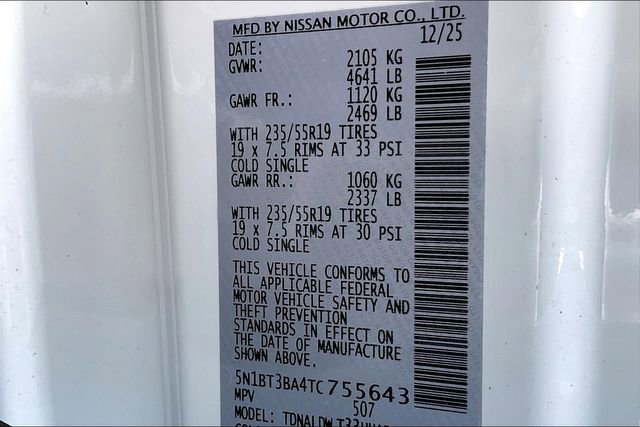 MFD BY NISSAN MOTOR CO., LTD.
DATE: 12/25
GVWR: 2105 KG
4641 LB
GAWR FR.: 1120 KG
2469 LB
WITH 235/55R19 TIRES
19 x 7.5 RIMS AT 33 PSI
COLD SINGLE
GAWR RR.: 1060 KG
2337 LB
WITH 235/55R19 TIRES
19 x 7.5 RIMS AT 30 PSI
COLD SINGLE
THIS VEHICLE CONFORMS TO
ALL APPLICABLE FEDERAL
MOTOR VEHICLE SAFETY AND
THEFT PREVENTION
STANDARDS IN EFFECT ON
THE DATE OF MANUFACTURE
SHOWN ABOVE.
5N1BT3BA4TC755643
MPV 507
MODEL: